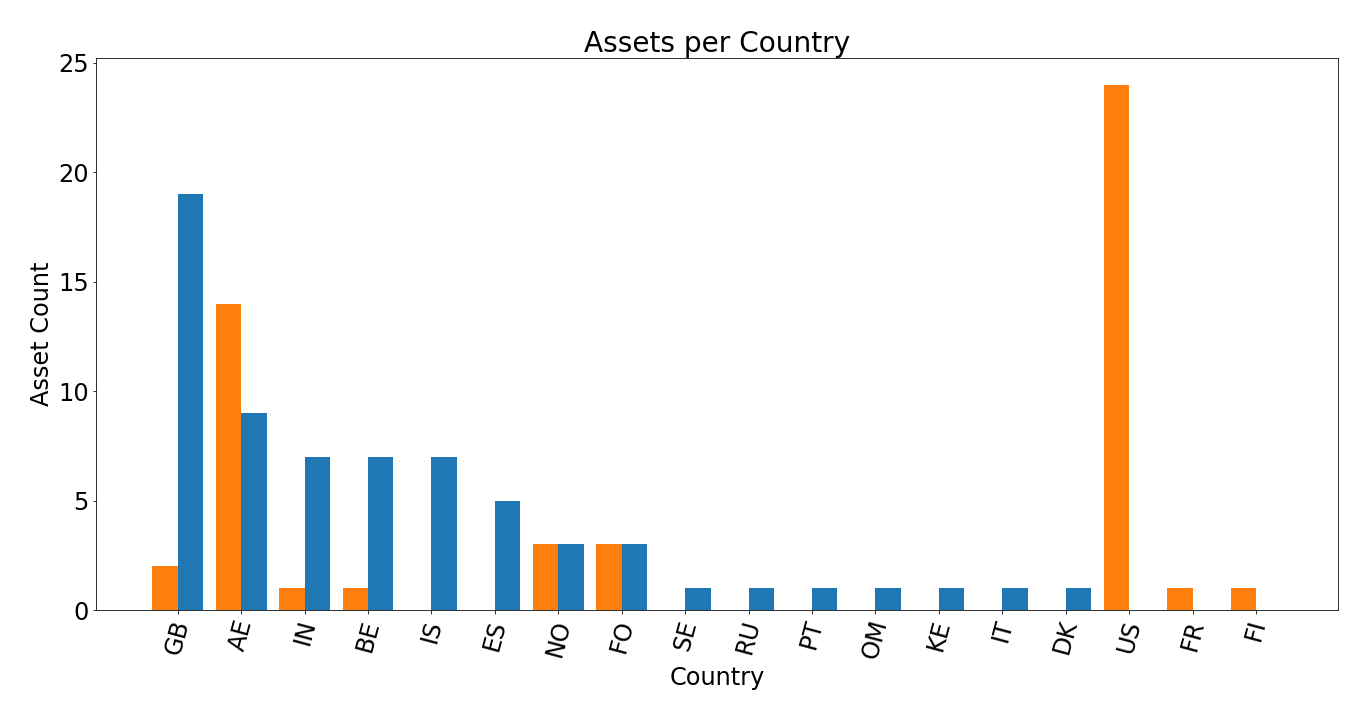 Assets per Country
25
20
15
10
5
0
Asset Count
GB AE IN BE IS ES NO FO SE RU PT OM KE IT DK US FR FI
Country